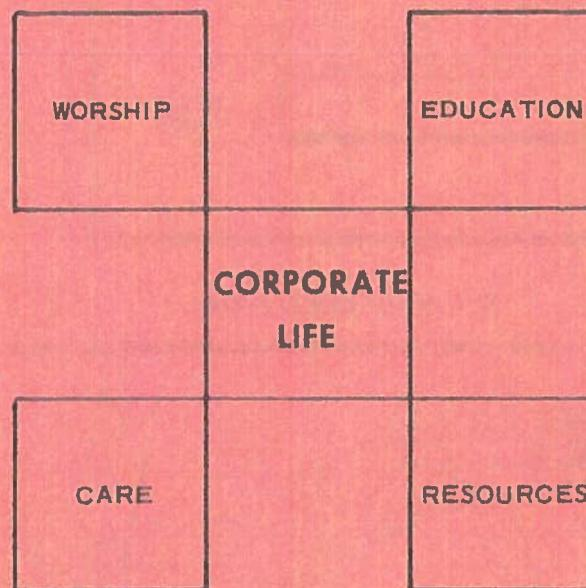 WORSHIP
EDUCATION
CORPORATE
LIFE
CARE
RESOURCES